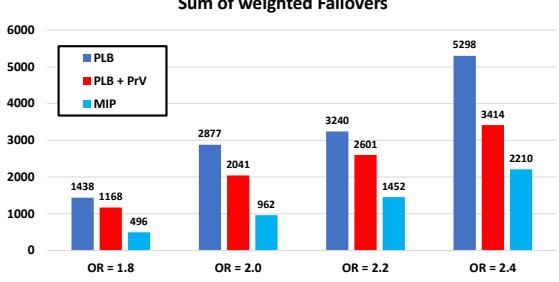 Sum of weighted Failovers
6000
5000
4000
3000
2000
1000
0
PLB
PLB + PrV
MIP
1438
1168
496
2877
2041
962
3240
2601
1452
5298
3414
2210
OR = 1.8
OR = 2.0
OR = 2.2
OR = 2.4